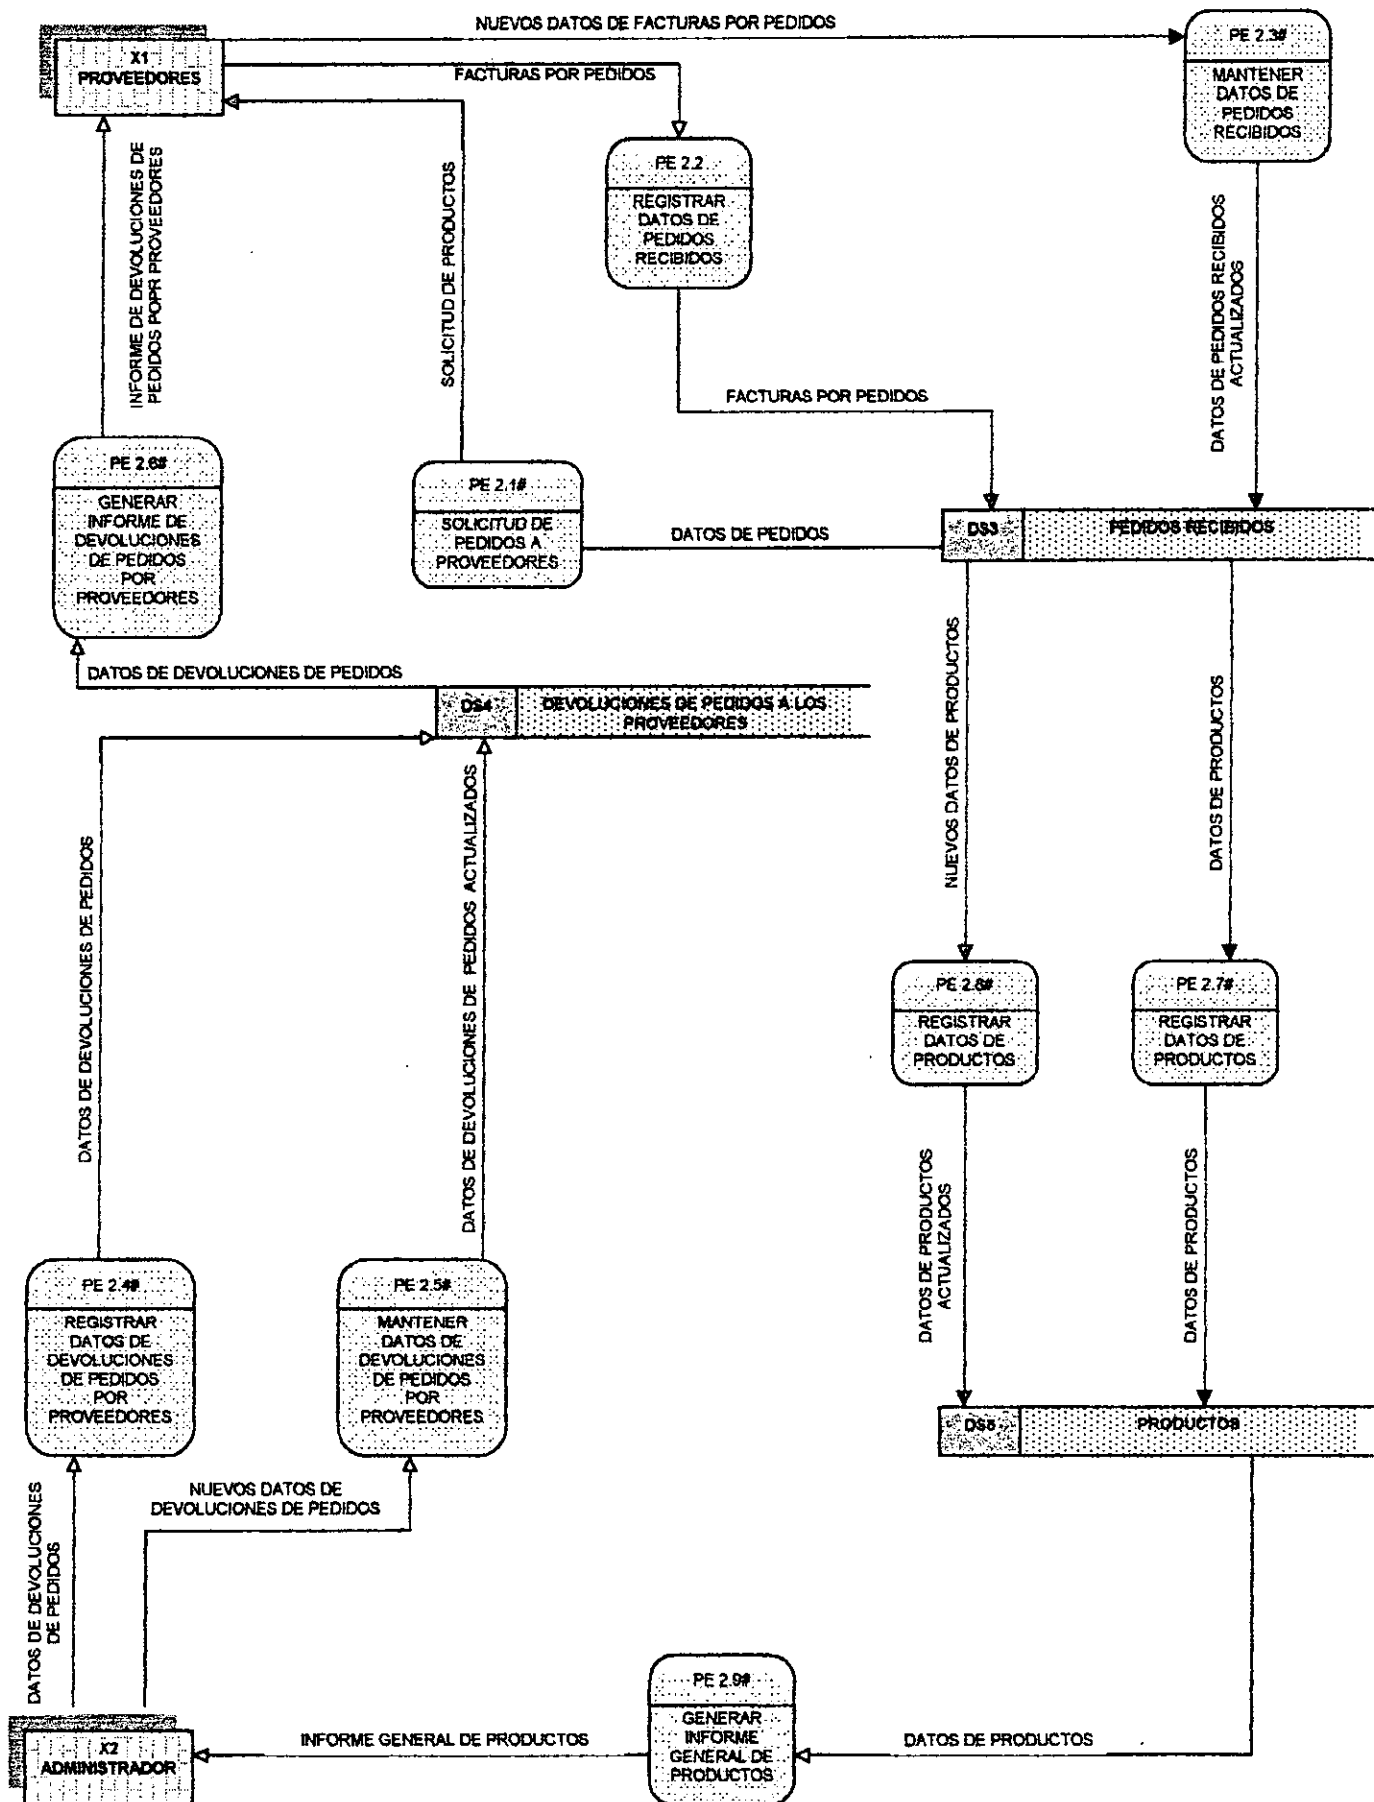 NUEVOS DATOS DE FACTURAS POR PEDIDOS
X1
PROVEEDORES
FACTURAS POR PEDIDOS
PE 2.3#
MANTENER
DATOS DE
PEDIDOS
RECIBIDOS
PE 2.2
REGISTRAR
DATOS DE
PEDIDOS
RECIBIDOS
INFORME DE DEVOLUCIONES DE
PEDIDOS POPR PROVEEDORES
SOLICITUD DE PRODUCTOS
DATOS DE PEDIDOS RECIBIDOS
ACTUALIZADOS
FACTURAS POR PEDIDOS
PE 2.6#
GENERAR
INFORME DE
DEVOLUCIONES
DE PEDIDOS
POR
PROVEEDORES
PE 2.1#
SOLICITUD DE
PEDIDOS A
PROVEEDORES
DATOS DE PEDIDOS
DS3
PEDIDOS RECIBIDOS
DATOS DE DEVOLUCIONES DE PEDIDOS
DS4
DEVOLUCIONES DE PEDIDOS A LOS
PROVEEDORES
NUEVOS DATOS DE PRODUCTOS
DATOS DE PRODUCTOS
DATOS DE DEVOLUCIONES DE PEDIDOS
DATOS DE DEVOLUCIONES DE PEDIDOS ACTUALIZADOS
PE 2.8#
REGISTRAR
DATOS DE
PRODUCTOS
PE 2.7#
REGISTRAR
DATOS DE
PRODUCTOS
DATOS DE PRODUCTOS
ACTUALIZADOS
DATOS DE PRODUCTOS
PE 2.4#
REGISTRAR
DATOS DE
DEVOLUCIONES
DE PEDIDOS
POR
PROVEEDORES
PE 2.5#
MANTENER
DATOS DE
DEVOLUCIONES
DE PEDIDOS
POR
PROVEEDORES
DS5
PRODUCTOS
NUEVOS DATOS DE
DEVOLUCIONES DE PEDIDOS
DATOS DE DEVOLUCIONES
DE PEDIDOS
PE 2.9#
GENERAR
INFORME
GENERAL DE
PRODUCTOS
X2
ADMINISTRADOR
INFORME GENERAL DE PRODUCTOS
DATOS DE PRODUCTOS